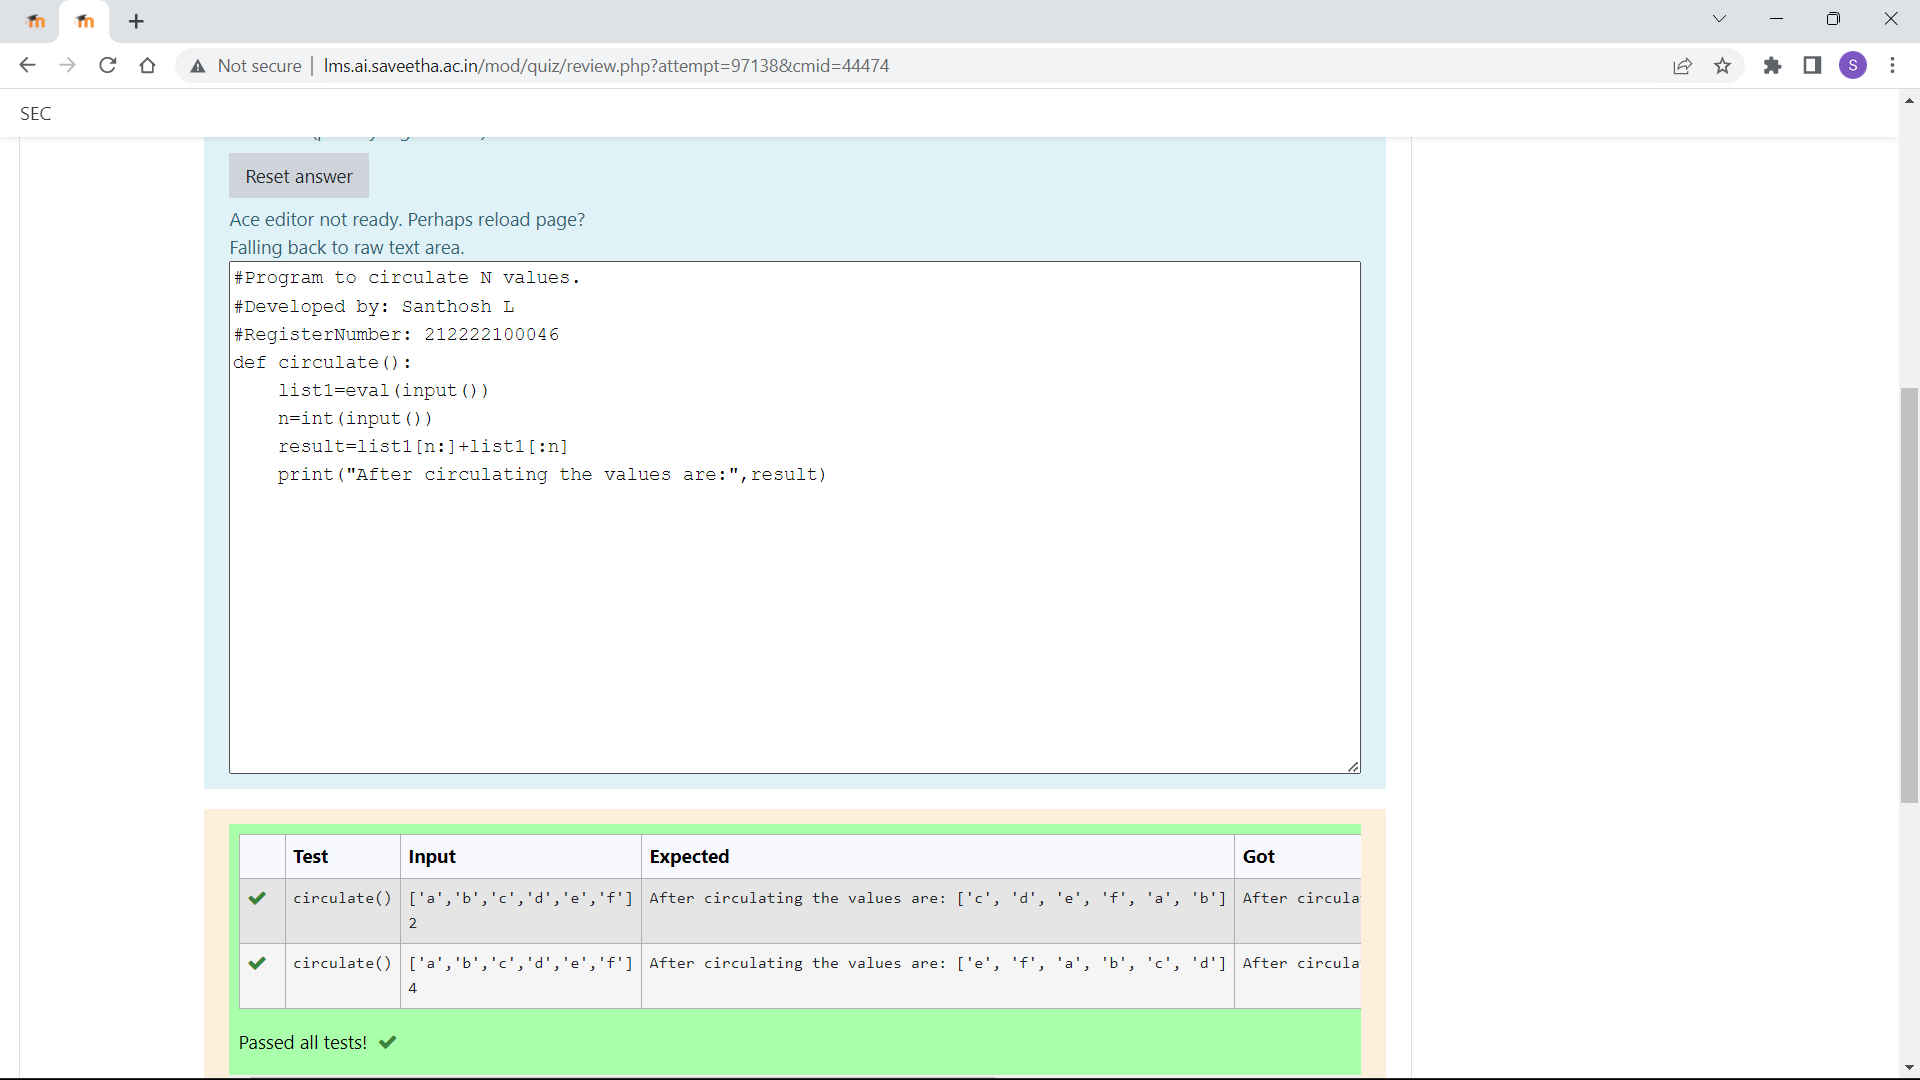 Not secure | lms.ai.saveetha.ac.in/mod/quiz/review.php?attempt=97138&cmid=44474
S
SEC
Reset answer
Ace editor not ready. Perhaps reload page?
Falling back to raw text area.
#Program to circulate N values.
#Developed by: Santhosh L
#RegisterNumber: 212222100046
def circulate():
    list1=eval(input())
    n=int(input())
    result=list1[n:]+list1[:n]
    print("After circulating the values are:",result)
Test Input Expected Got
circulate() ['a','b','c','d','e','f'] After circulating the values are: ['c', 'd', 'e', 'f', 'a', 'b'] After circula
2
circulate() ['a','b','c','d','e','f'] After circulating the values are: ['e', 'f', 'a', 'b', 'c', 'd'] After circula
4
Passed all tests!